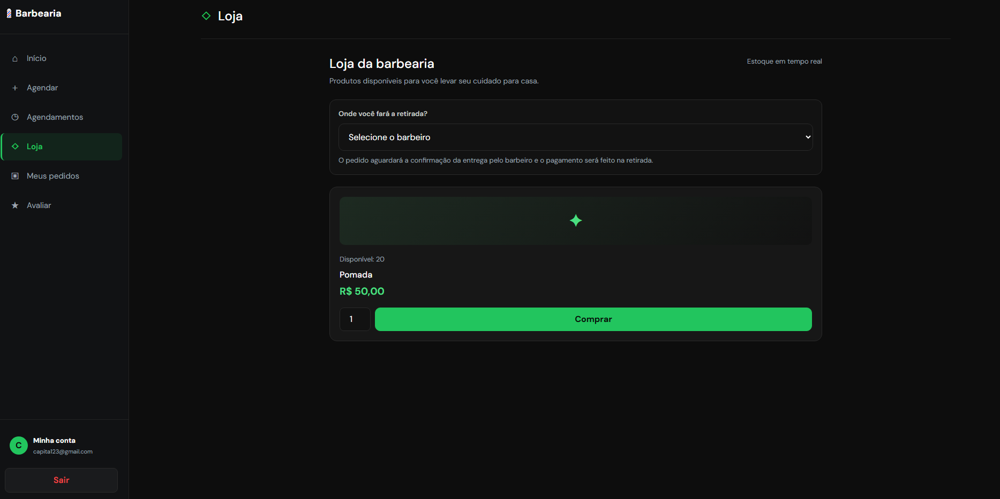 Barbearia
Início
Agendar
Agendamentos
Loja
Meus pedidos
Avaliar
Minha conta
capita123@gmail.com
Sair
Loja
Loja da barbearia
Estoque em tempo real
Produtos disponíveis para você levar seu cuidado para casa.
Onde você fará a retirada?
Selecione o barbeiro
O pedido aguardará a confirmação da entrega pelo barbeiro e o pagamento será feito na retirada.
Disponível: 20
Pomada
R$ 50,00
1
Comprar
C